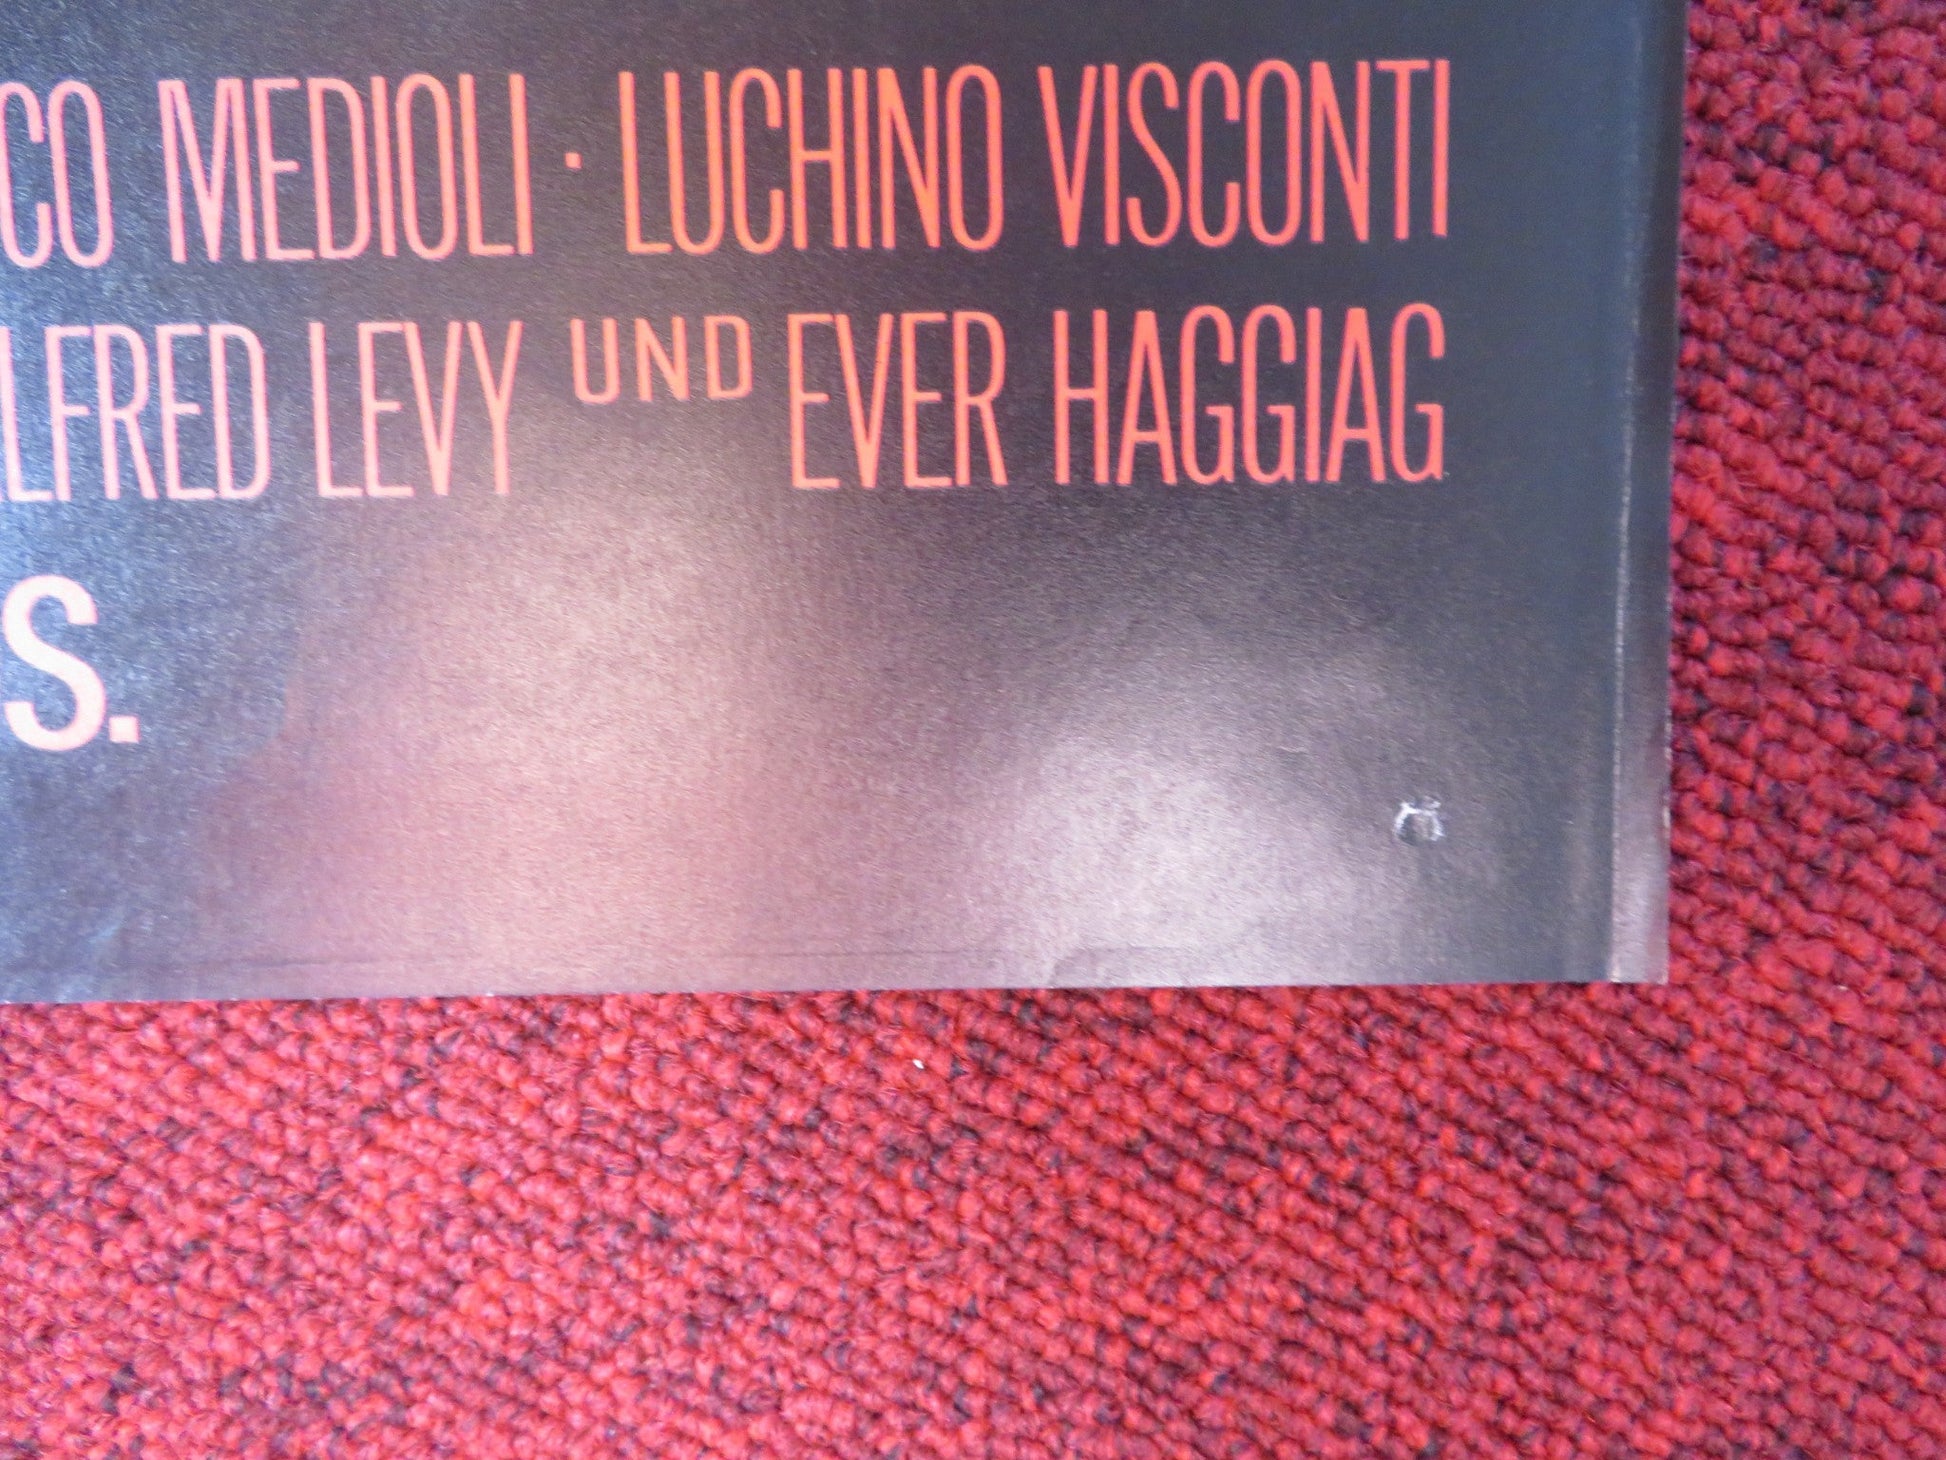 CO MEDIOLI · LUCHINO VISCONTI
LFRED LEVY UND EVER HAGGIAG
S.